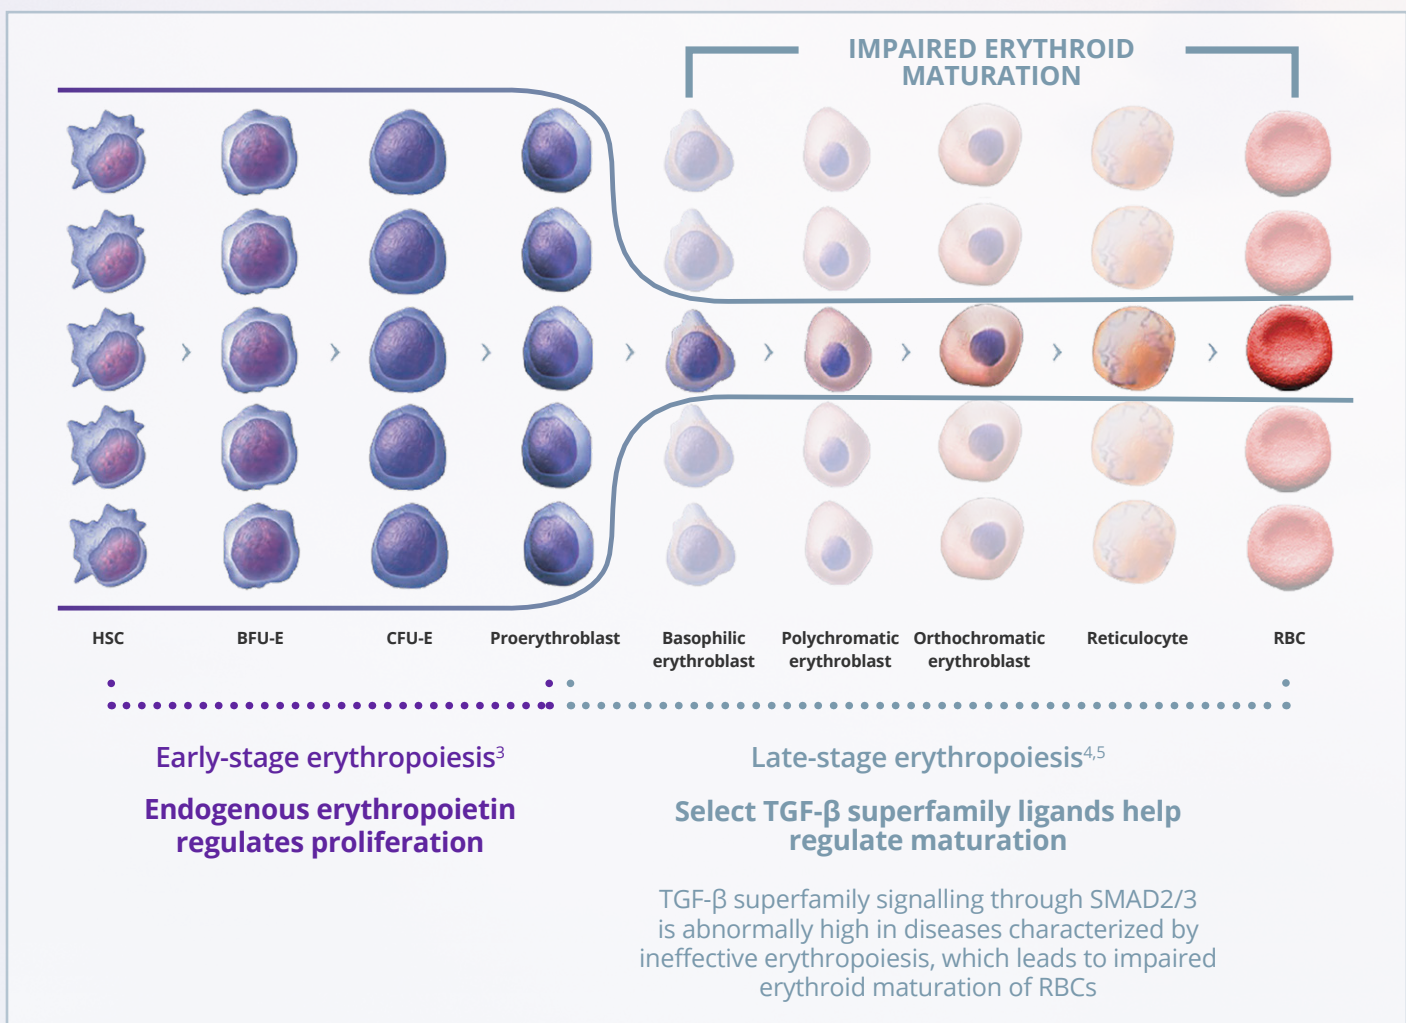 IMPAIRED ERYTHROID
MATURATION
HSC
BFU-E
CFU-E
Proerythroblast
Basophilic
erythroblast
Polychromatic
erythroblast
Orthochromatic
erythroblast
Reticulocyte
RBC
Early-stage erythropoiesis³
Endogenous erythropoietin
regulates proliferation
Late-stage erythropoiesis⁴,⁵
Select TGF-β superfamily ligands help
regulate maturation
TGF-β superfamily signalling through SMAD2/3
is abnormally high in diseases characterized by
ineffective erythropoiesis, which leads to impaired
erythroid maturation of RBCs